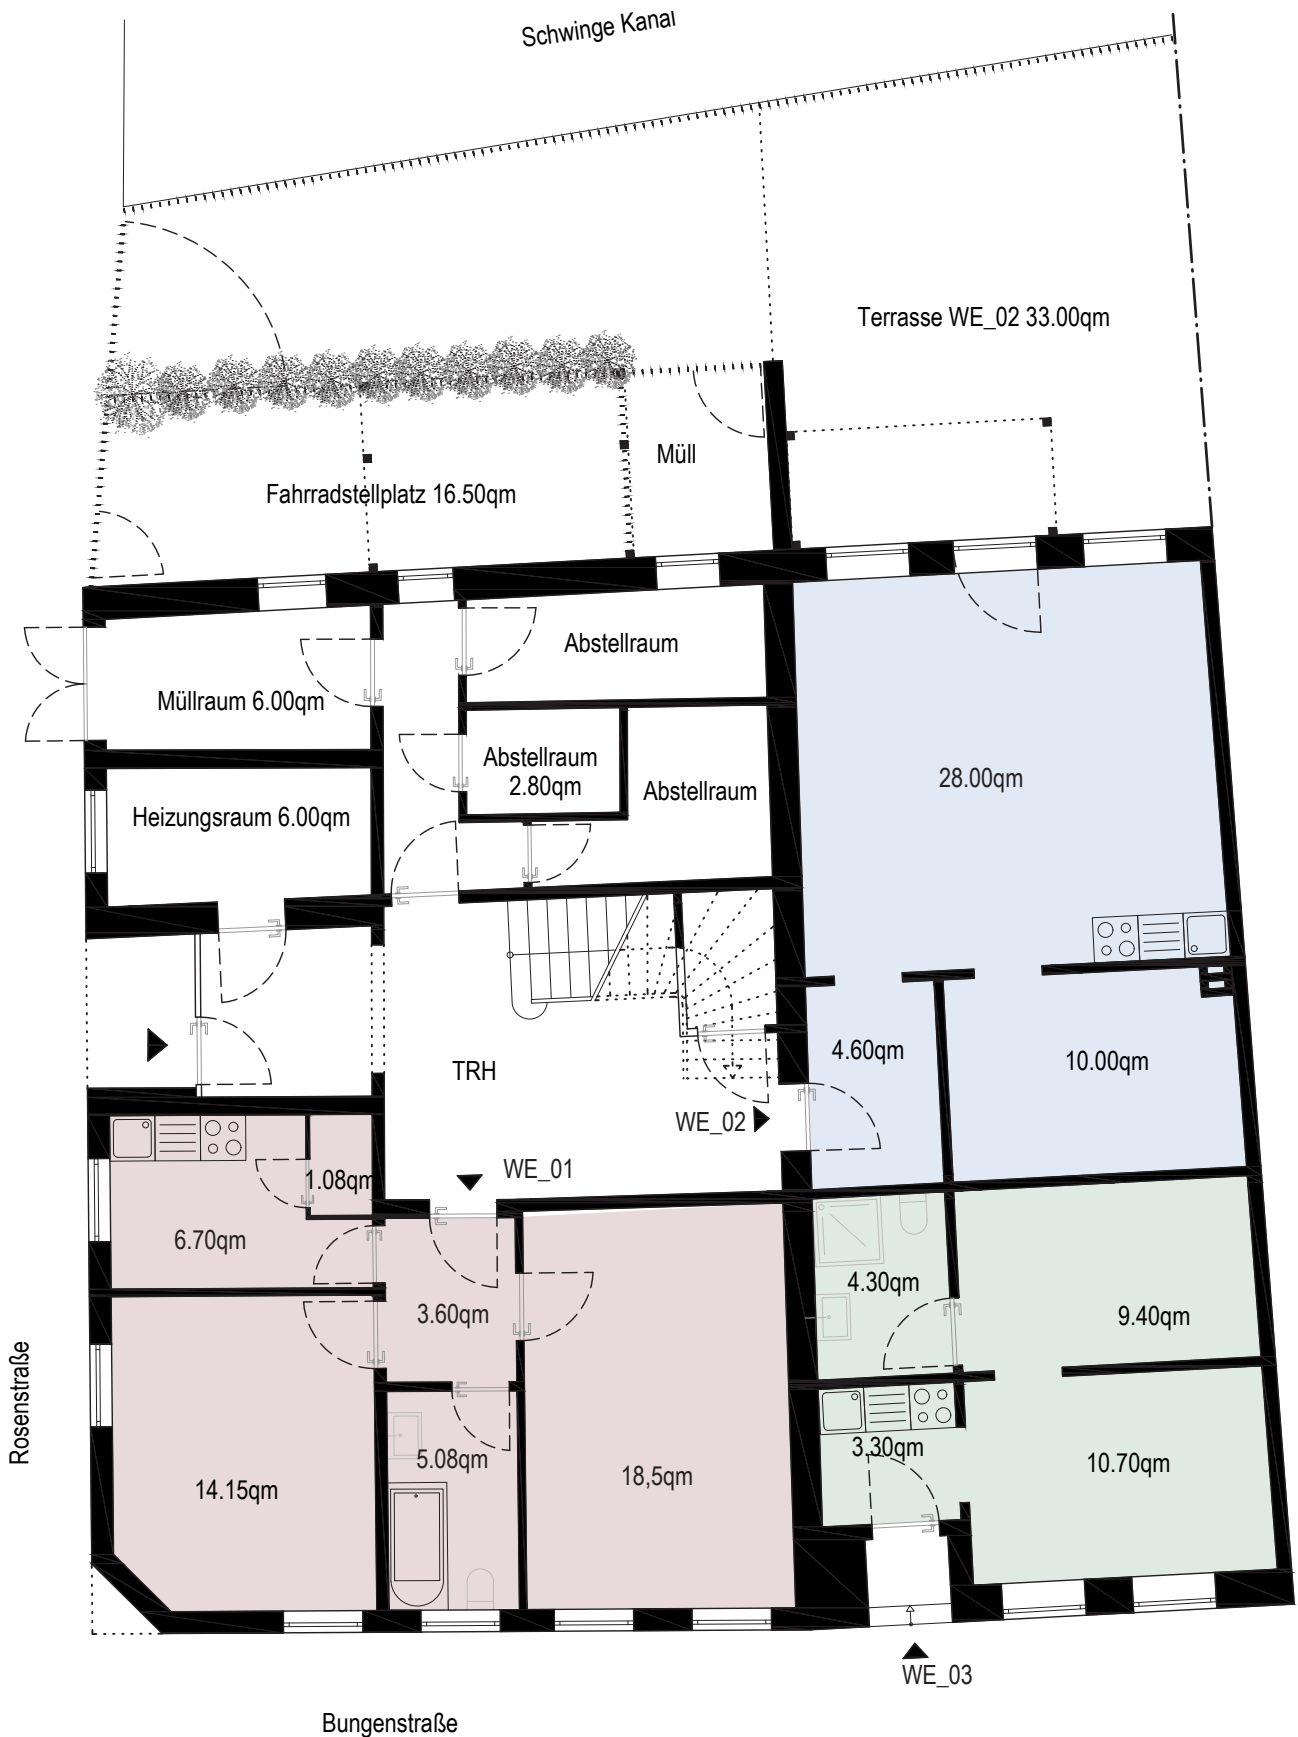 Schwinge Kanal
Terrasse WE_02 33.00qm
Müll
Fahrradstellplatz 16.50qm
Abstellraum
Müllraum 6.00qm
Abstellraum
2.80qm
Abstellraum
28.00qm
Heizungsraum 6.00qm
4.60qm
10.00qm
TRH
WE_02
WE_01
1.08qm
6.70qm
3.60qm
4.30qm
9.40qm
Rosenstraße
5.08qm
3.30qm
10.70qm
18,5qm
14.15qm
WE_03
Bungenstraße